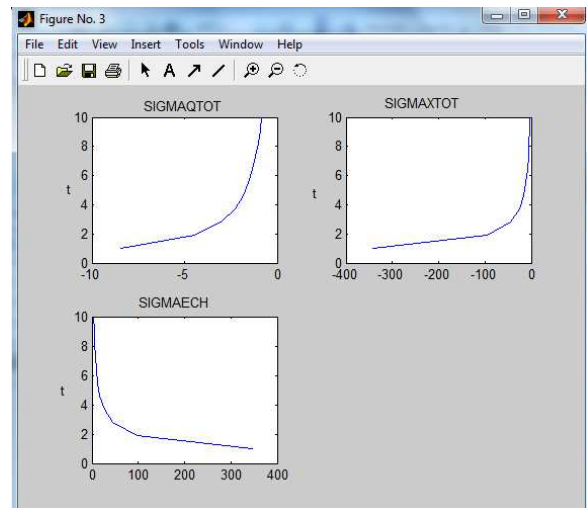 Figure No. 3
File Edit View Insert Tools Window Help
SIGMAQTOT
10
8
6
t
4
2
0
-10 -5 0
SIGMAXTOT
10
8
6
t
4
2
0
-400 -300 -200 -100 0
SIGMAECH
10
8
6
t
4
2
0
0 100 200 300 400